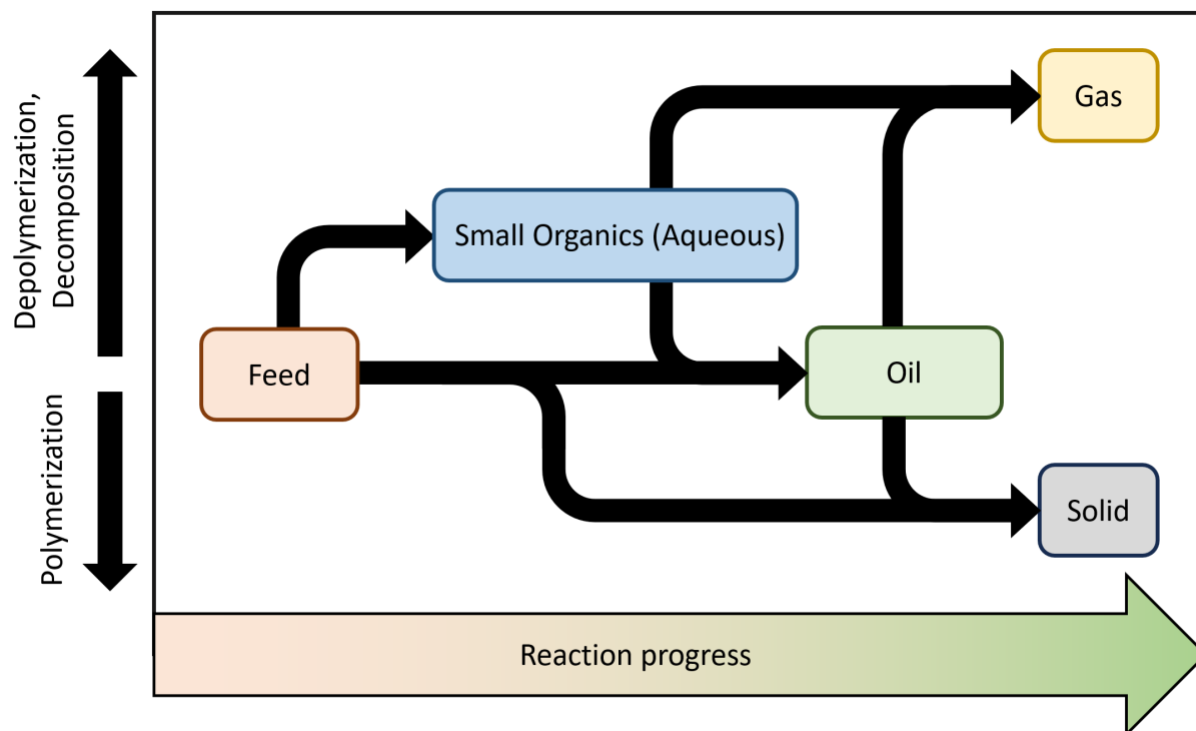 Depolymerization,
Decomposition
Polymerization
Gas
Small Organics (Aqueous)
Feed
Oil
Solid
Reaction progress